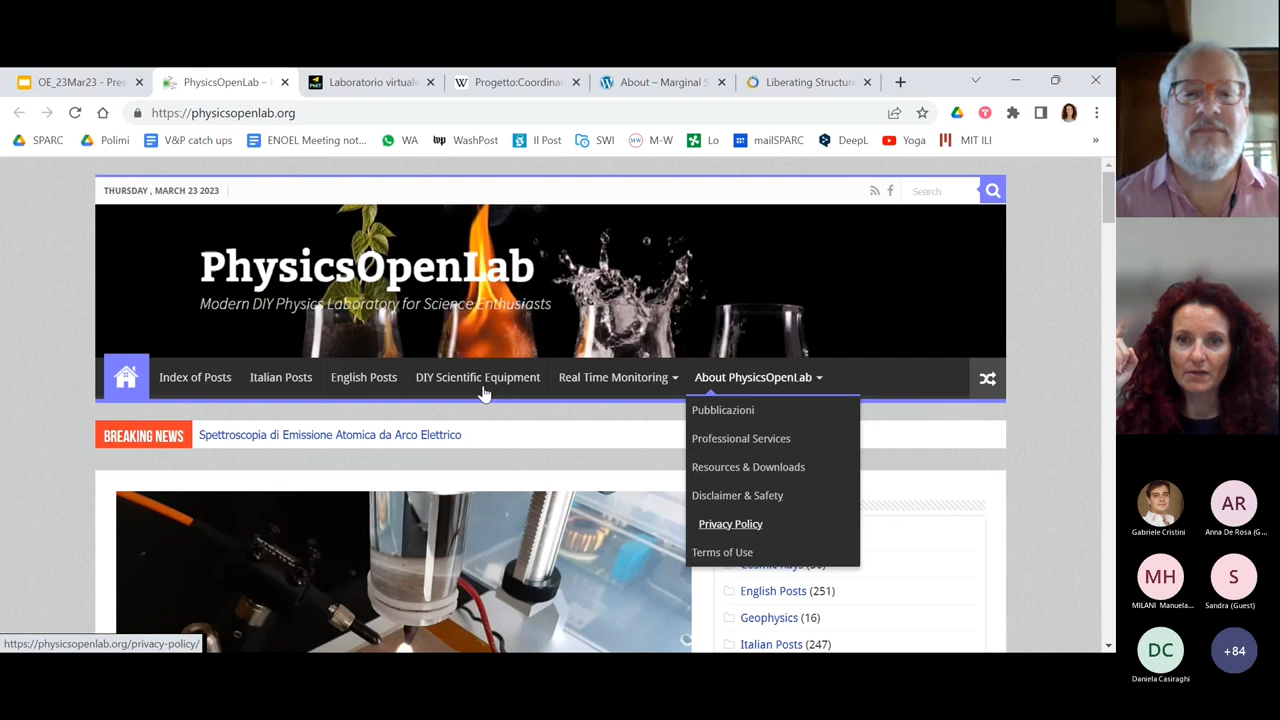 OE_23Mar23 - Pres
PhysicsOpenLab –
Laboratorio virtuale
Progetto:Coordina
About – Marginal S
Liberating Structure
https://physicsopenlab.org
SPARC
Polimi
V&P catch ups
ENOEL Meeting not...
WA
WashPost
Il Post
SWI
M-W
Lo
mailSPARC
DeepL
Yoga
MIT ILI
»
THURSDAY , MARCH 23 2023
Search
PhysicsOpenLab
Modern DIY Physics Laboratory for Science Enthusiasts
Index of Posts
Italian Posts
English Posts
DIY Scientific Equipment
Real Time Monitoring
About PhysicsOpenLab
BREAKING NEWS
Spettroscopia di Emissione Atomica da Arco Elettrico
Pubblicazioni
Professional Services
Resources & Downloads
Disclaimer & Safety
Privacy Policy
Terms of Use
English Posts (251)
Geophysics (16)
Italian Posts (247)
https://physicsopenlab.org/privacy-policy/
Gabriele Cristini
AR
Anna De Rosa (G...
MH
MILANI Manuela...
S
Sandra (Guest)
DC
Daniela Casiraghi
+84